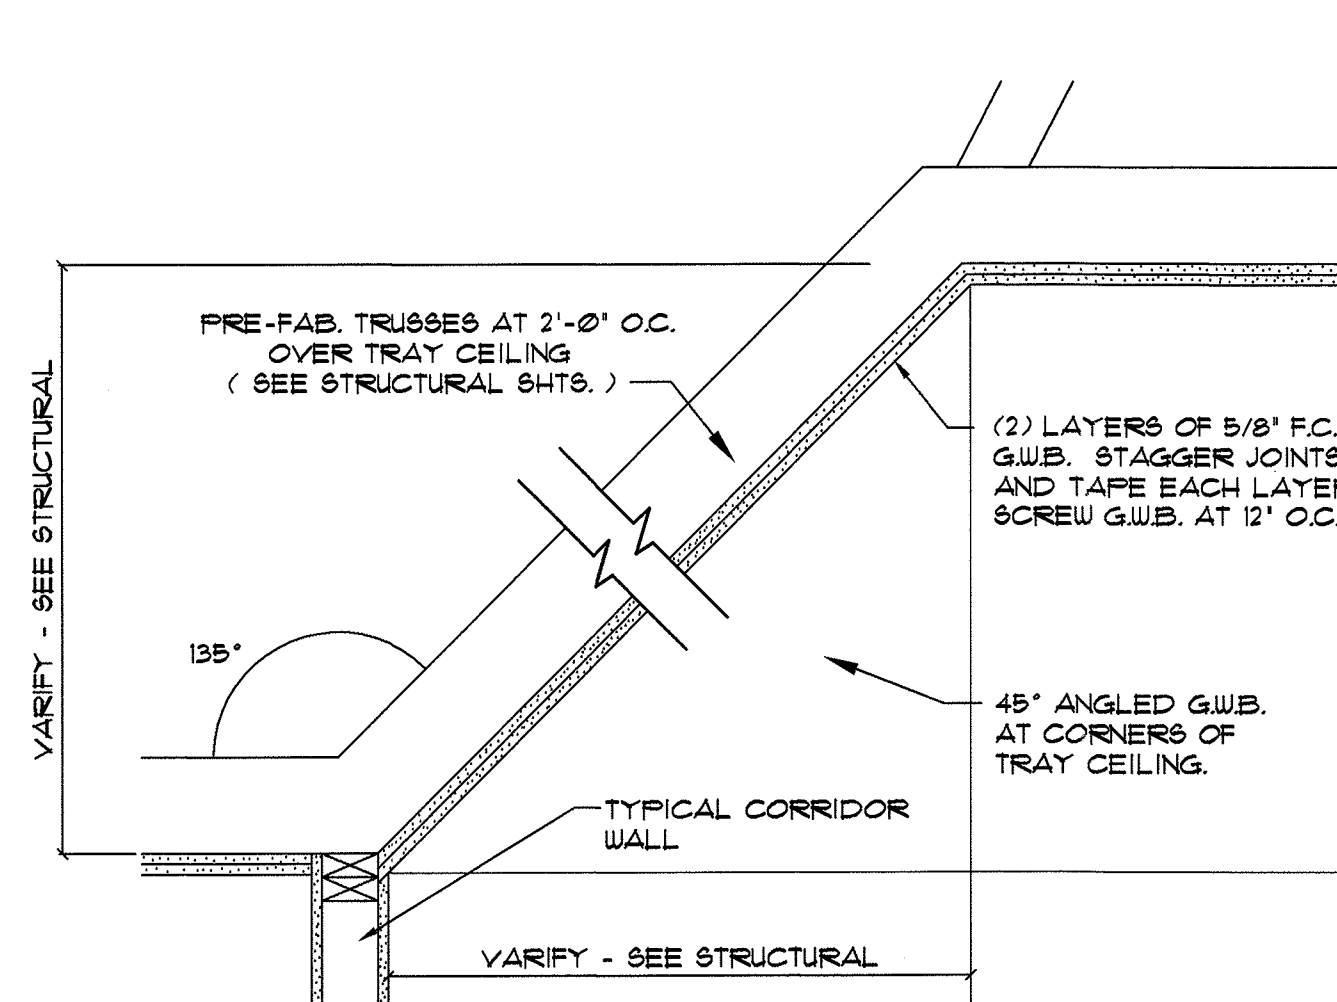 PRE-FAB. TRUSSES AT 2'-0" O.C.
OVER TRAY CEILING
( SEE STRUCTURAL SHTS. )
VARIFY - SEE STRUCTURAL
(2) LAYERS OF 5/8" F.C.
G.W.B. STAGGER JOINTS
AND TAPE EACH LAYER
SCREW G.W.B. AT 12" O.C.
135°
45° ANGLED G.W.B.
AT CORNERS OF
TRAY CEILING.
TYPICAL CORRIDOR
WALL
VARIFY - SEE STRUCTURAL